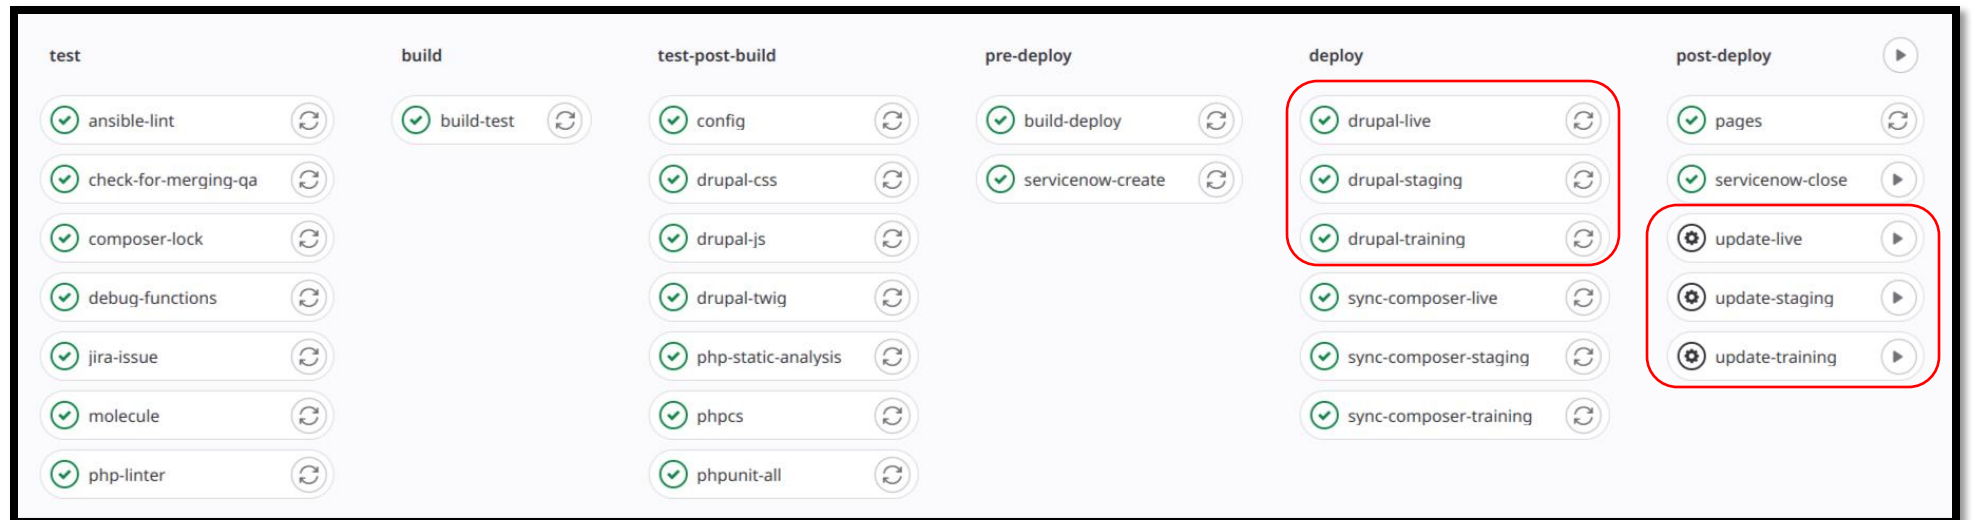 test
ansible-lint
check-for-merging-qa
composer-lock
debug-functions
jira-issue
molecule
php-linter
build
build-test
test-post-build
config
drupal-css
drupal-js
drupal-twig
php-static-analysis
phpcs
phpunit-all
pre-deploy
build-deploy
servicenow-create
deploy
drupal-live
drupal-staging
drupal-training
sync-composer-live
sync-composer-staging
sync-composer-training
post-deploy
pages
servicenow-close
update-live
update-staging
update-training